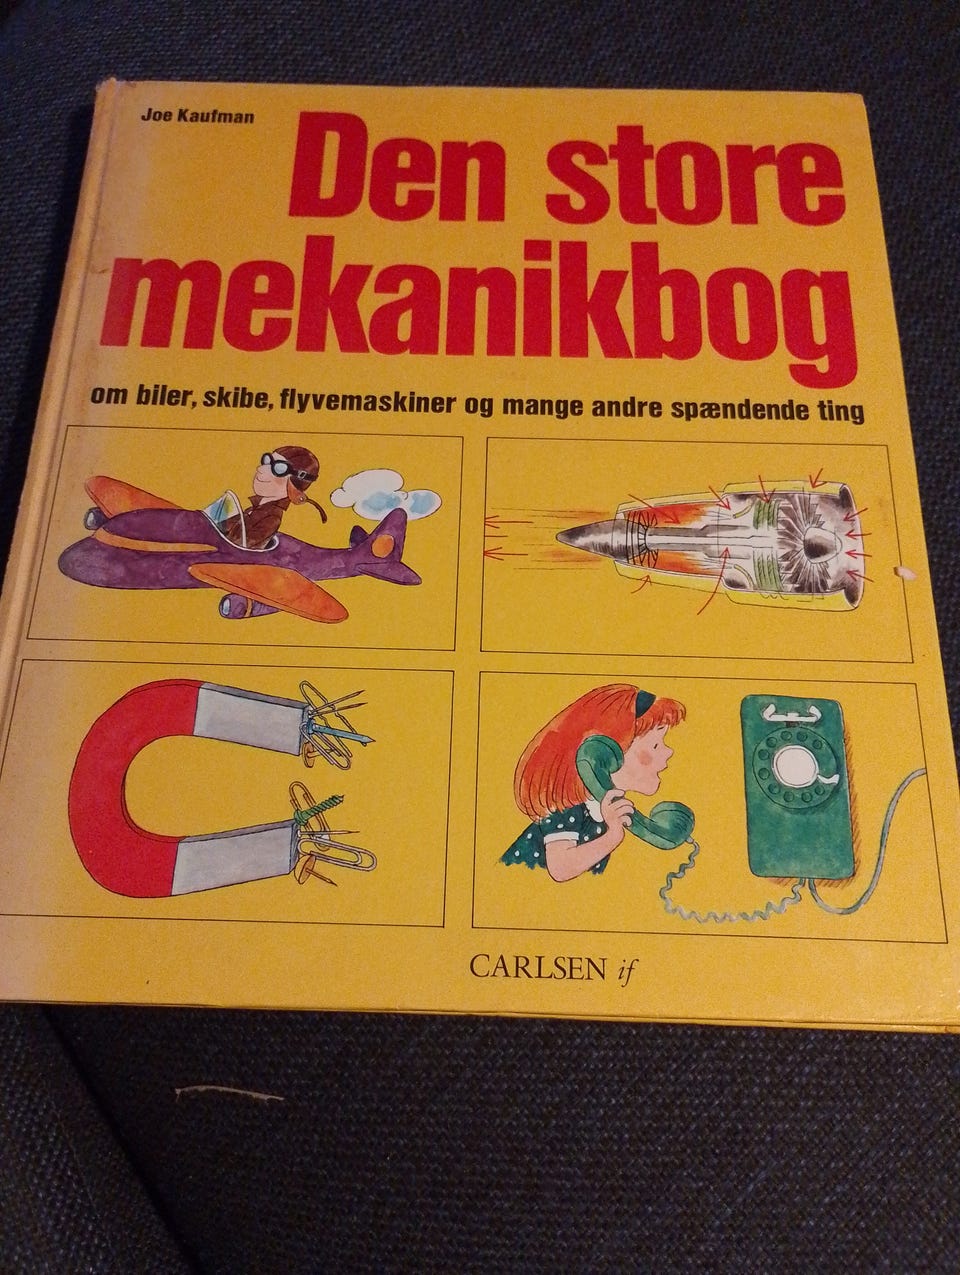 Joe Kaufman
Den store
mekanikbog
om biler, skibe, flyvemaskiner og mange andre spændende ting
CARLSEN if